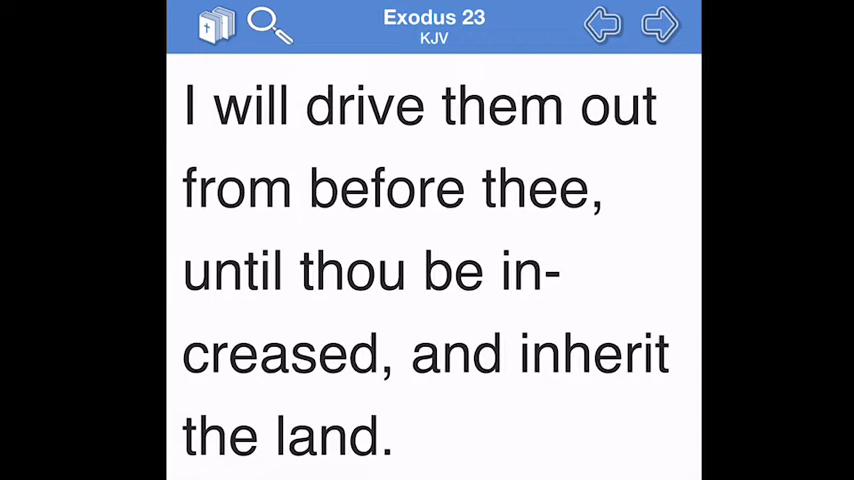 Exodus 23
KJV
I will drive them out
from before thee,
until thou be in-
creased, and inherit
the land.